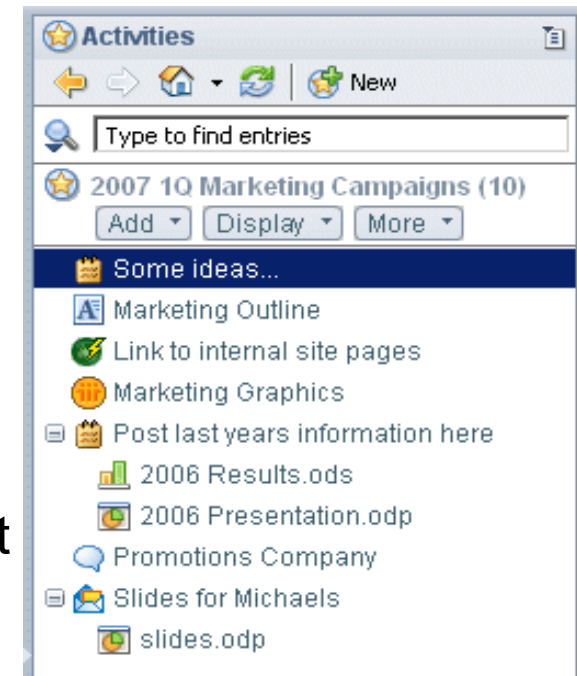 Activities
New
Type to find entries
2007 1Q Marketing Campaigns (10)
Add Display More
Some ideas...
Marketing Outline
Link to internal site pages
Marketing Graphics
Post last years information here
2006 Results.ods
t
2006 Presentation.odp
Promotions Company
Slides for Michaels
slides.odp